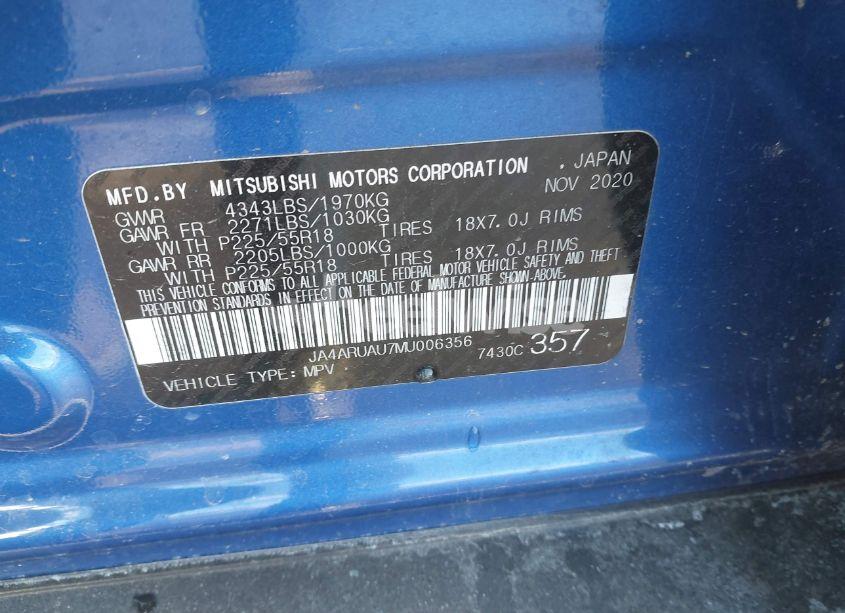 MFD.BY MITSUBISHI MOTORS CORPORATION . JAPAN
GVWR 4343LBS/1970KG NOV 2020
GAWR FR 2271LBS/1030KG
WITH P225/55R18 TIRES 18X7.0J RIMS
GAWR RR 2205LBS/1000KG
WITH P225/55R18 TIRES 18X7.0J RIMS
THIS VEHICLE CONFORMS TO ALL APPLICABLE FEDERAL MOTOR VEHICLE SAFETY AND THEFT
PREVENTION STANDARDS IN EFFECT ON THE DATE OF MANUFACTURE SHOWN ABOVE.
JA4ARUAU7MU006356 7430C 357
VEHICLE TYPE: MPV